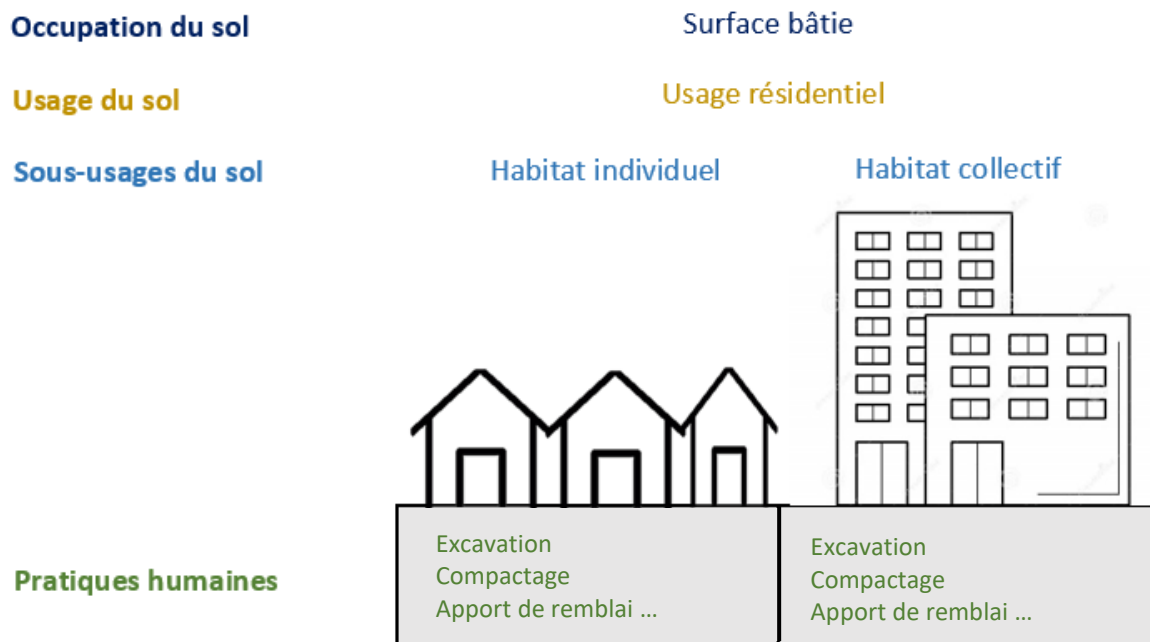 Occupation du sol
Surface bâtie
Usage du sol
Usage résidentiel
Sous-usages du sol
Habitat individuel
Habitat collectif
Pratiques humaines
Excavation
Compactage
Apport de remblai ...
Excavation
Compactage
Apport de remblai ...